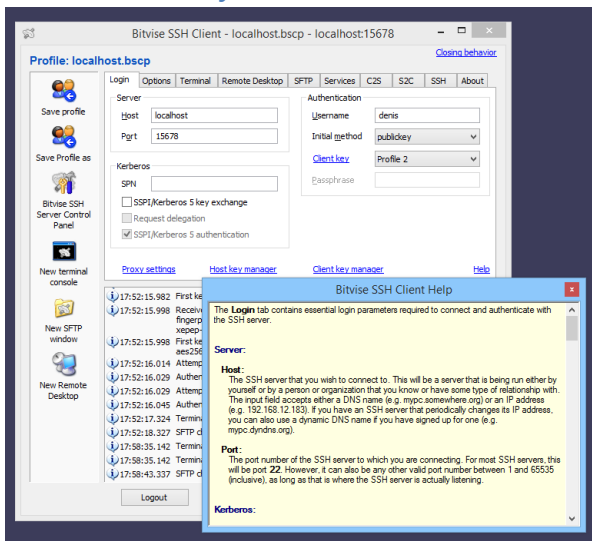 Bitvise SSH Client - localhost.bscp - localhost:15678
Profile: localhost.bscp
Closing behavior
Login Options Terminal Remote Desktop SFTP Services C2S S2C SSH About
Save profile
Save Profile as
Bitvise SSH
Server Control
Panel
New terminal
console
New SFTP
window
New Remote
Desktop
Server
Host localhost
Port 15678
Authentication
Username denis
Initial method publickey
Client key Profile 2
Passphrase
Kerberos
SPN
SSPI/Kerberos 5 key exchange
Request delegation
SSPI/Kerberos 5 authentication
Proxy settings Host key manager Client key manager Help
17:52:15.982 First ke
17:52:15.998 Receive
fingerp
xepep-
17:52:15.998 First ke
aes256
17:52:16.014 Attemp
17:52:16.029 Authen
17:52:16.029 Attemp
17:52:16.045 Authen
17:52:17.324 Termina
17:52:18.327 SFTP ch
17:58:35.142 Termina
17:58:35.142 Termina
17:58:43.337 SFTP ch
Logout
Bitvise SSH Client Help
The Login tab contains essential login parameters required to connect and authenticate with
the SSH server.
Server:
Host:
The SSH server that you wish to connect to. This will be a server that is being run either by
yourself or by a person or organization that you know or have some type of relationship with.
The input field accepts either a DNS name (e.g. mypc.somewhere.org) or an IP address
(e.g. 192.168.12.183). If you have an SSH server that periodically changes its IP address,
you can also use a dynamic DNS name if you have signed up for one (e.g.
mypc.dyndns.org).
Port:
The port number of the SSH server to which you are connecting. For most SSH servers, this
will be port 22. However, it can also be any other valid port number between 1 and 65535
(inclusive), as long as that is where the SSH server is actually listening.
Kerberos: